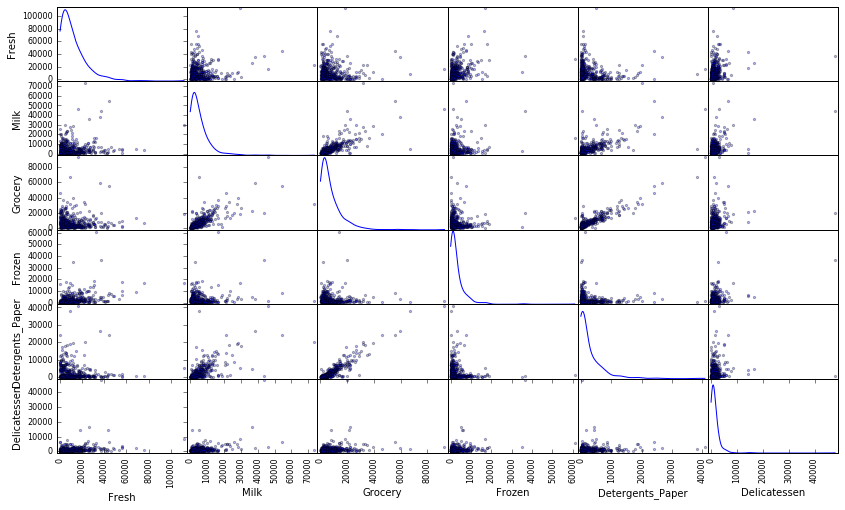 Fresh
100000
80000
60000
40000
20000
0
Milk
70000
60000
50000
40000
30000
20000
10000
0
Grocery
80000
60000
40000
20000
0
Frozen
60000
50000
40000
30000
20000
10000
0
Detergents_Paper
40000
30000
20000
10000
0
Delicatessen
40000
30000
20000
10000
0
0 20000 40000 60000 80000 100000
0 10000 20000 30000 40000 50000 60000 70000
0 20000 40000 60000 80000
0 10000 20000 30000 40000 50000 60000
0 10000 20000 30000 40000
0 10000 20000 30000 40000
Fresh Milk Grocery Frozen Detergents_Paper Delicatessen